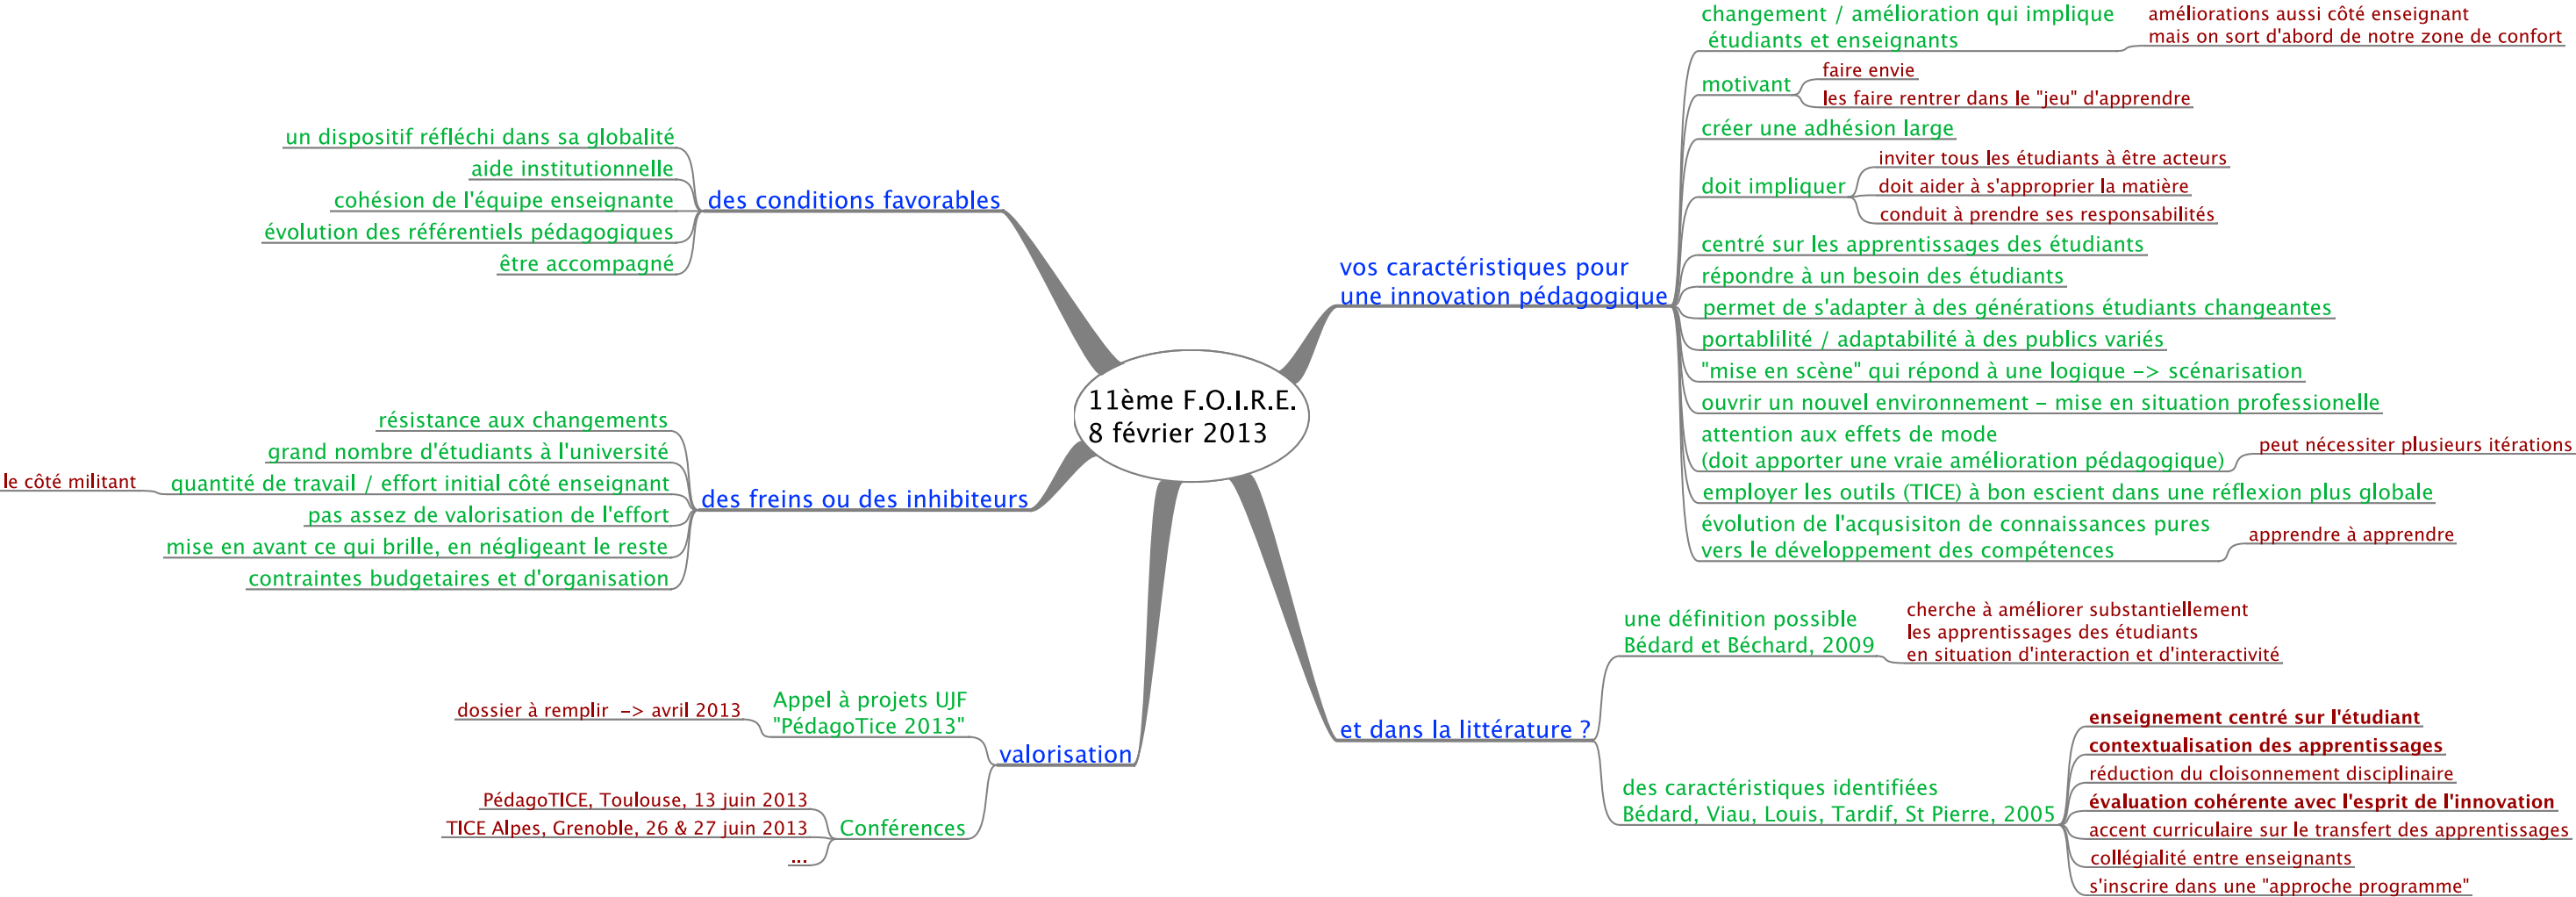 11ème F.O.I.R.E.
8 février 2013
vos caractéristiques pour
une innovation pédagogique
changement / amélioration qui implique
étudiants et enseignants
améliorations aussi côté enseignant
mais on sort d'abord de notre zone de confort
motivant
faire envie
les faire rentrer dans le "jeu" d'apprendre
créer une adhésion large
doit impliquer
inviter tous les étudiants à être acteurs
doit aider à s'approprier la matière
conduit à prendre ses responsabilités
centré sur les apprentissages des étudiants
répondre à un besoin des étudiants
permet de s'adapter à des générations étudiants changeantes
portablilité / adaptabilité à des publics variés
"mise en scène" qui répond à une logique -> scénarisation
ouvrir un nouvel environnement - mise en situation professionelle
attention aux effets de mode
(doit apporter une vraie amélioration pédagogique)
peut nécessiter plusieurs itérations
employer les outils (TICE) à bon escient dans une réflexion plus globale
évolution de l'acqusisiton de connaissances pures
vers le développement des compétences
apprendre à apprendre
et dans la littérature ?
une définition possible
Bédard et Béchard, 2009
cherche à améliorer substantiellement
les apprentissages des étudiants
en situation d'interaction et d'interactivité
des caractéristiques identifiées
Bédard, Viau, Louis, Tardif, St Pierre, 2005
enseignement centré sur l'étudiant
contextualisation des apprentissages
réduction du cloisonnement disciplinaire
évaluation cohérente avec l'esprit de l'innovation
accent curriculaire sur le transfert des apprentissages
collégialité entre enseignants
s'inscrire dans une "approche programme"
des conditions favorables
un dispositif réfléchi dans sa globalité
aide institutionnelle
cohésion de l'équipe enseignante
évolution des référentiels pédagogiques
être accompagné
des freins ou des inhibiteurs
résistance aux changements
grand nombre d'étudiants à l'université
quantité de travail / effort initial côté enseignant
le côté militant
pas assez de valorisation de l'effort
mise en avant ce qui brille, en négligeant le reste
contraintes budgetaires et d'organisation
valorisation
Appel à projets UJF
"PédagoTice 2013"
dossier à remplir -> avril 2013
Conférences
PédagoTICE, Toulouse, 13 juin 2013
TICE Alpes, Grenoble, 26 & 27 juin 2013
...